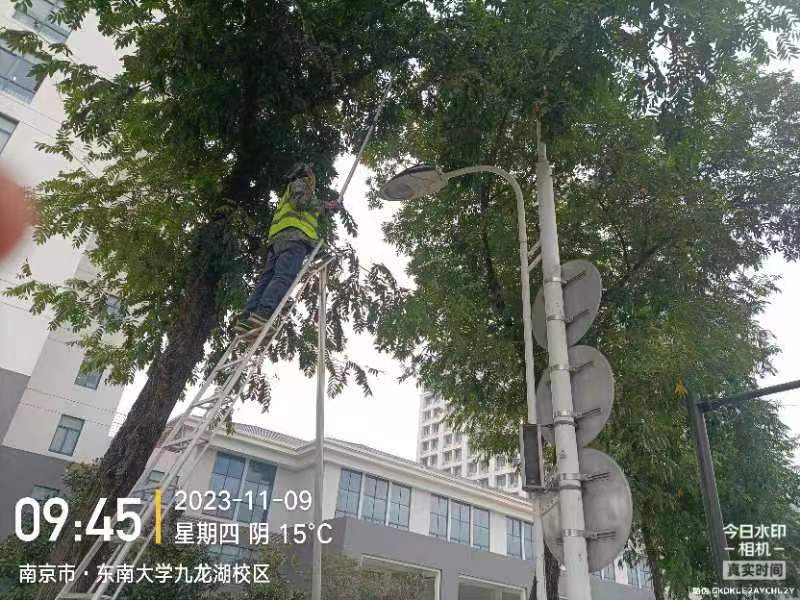 09:45
2023-11-09
星期四 阴 15°C
南京市·东南大学九龙湖校区
今日水印
相机
真实时间